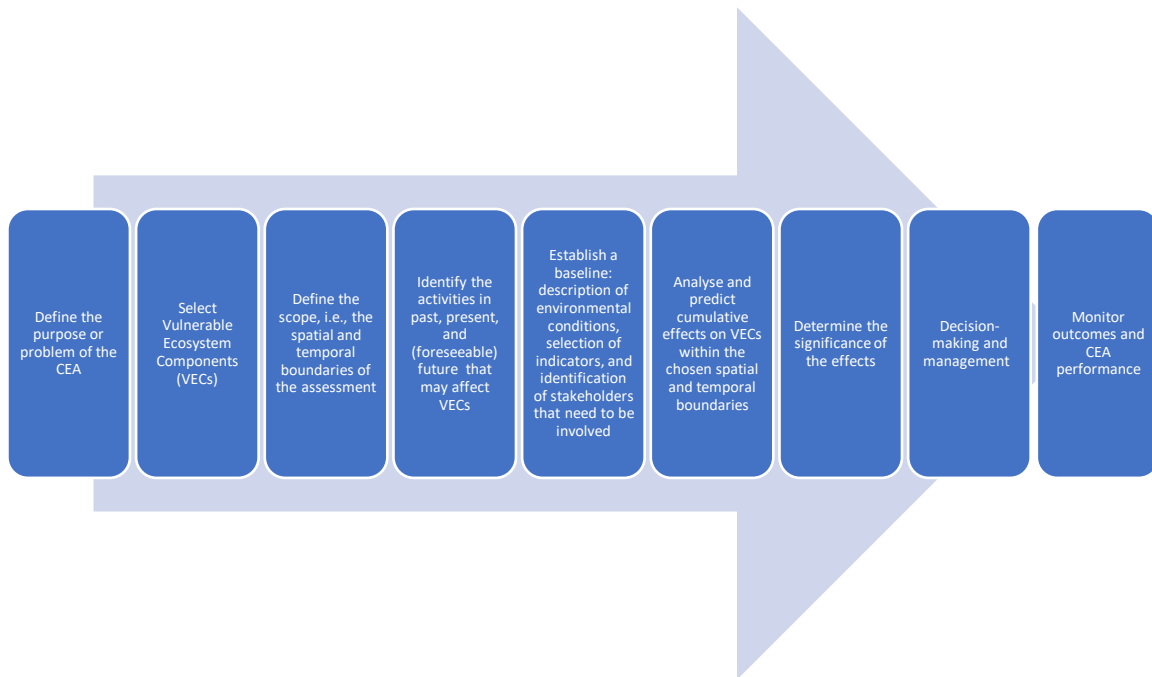 Define the
purpose or
problem of the
CEA
Select
Vulnerable
Ecosystem
Components
(VECs)
Define the
scope, i.e., the
spatial and
temporal
boundaries of
the assessment
Identify the
activities in
past, present,
and
(foreseeable)
future that
may affect
VECs
Establish a
baseline:
description of
environmental
conditions,
selection of
indicators, and
identification
of stakeholders
that need to be
involved
Analyse and
predict
cumulative
effects on VECs
within the
chosen spatial
and temporal
boundaries
Determine the
significance of
the effects
Decision-
making and
management
Monitor
outcomes and
CEA
performance